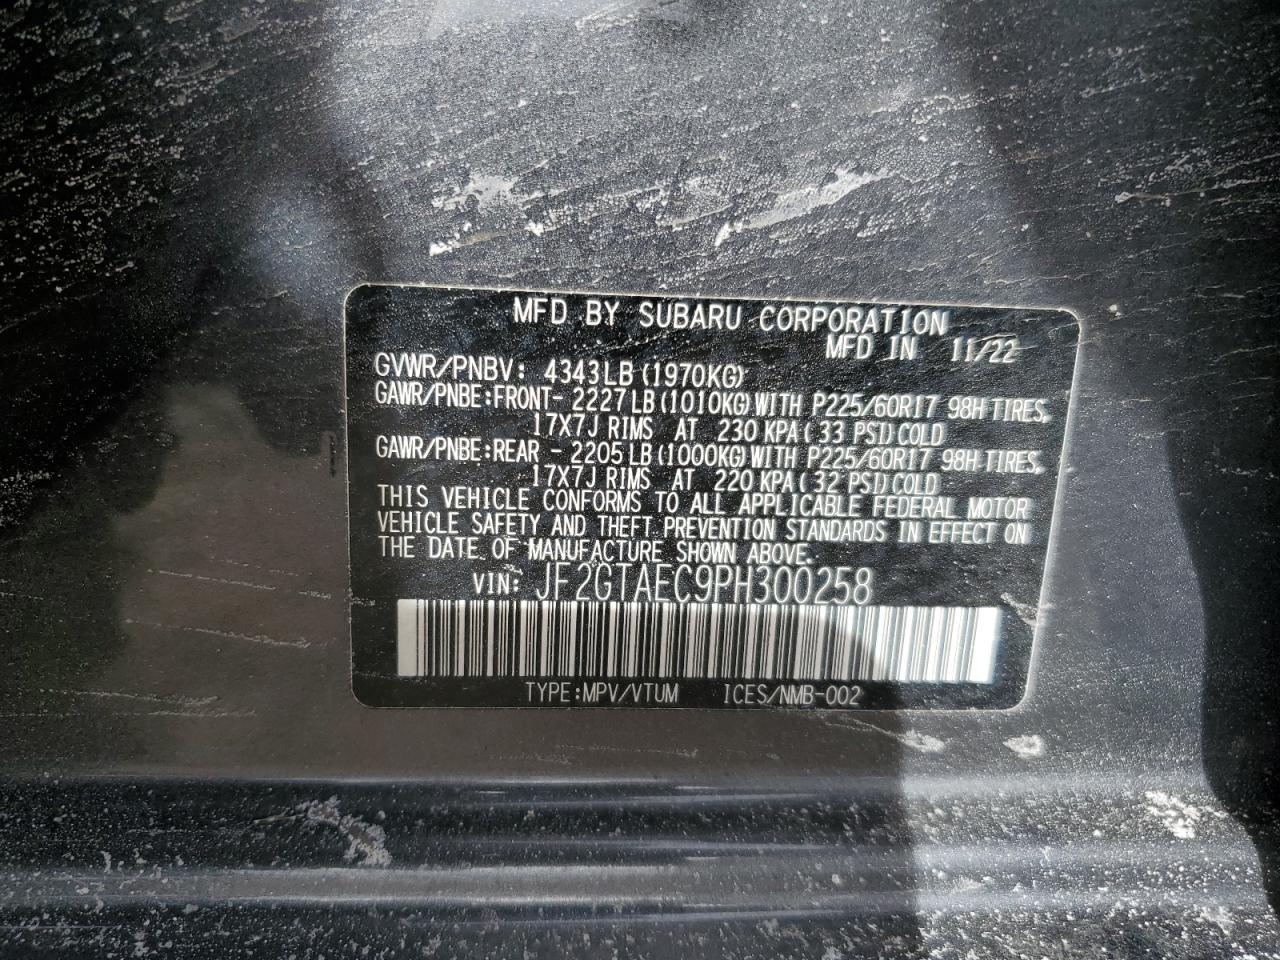 MFD BY SUBARU CORPORATION
MFD IN 11/22
GVWR/PNBV: 4343LB (1970KG)
GAWR/PNBE:FRONT- 2227LB (1010KG) WITH P225/60R17 98H TIRES,
17X7J RIMS AT 230 KPA( 33 PSI) COLD
GAWR/PNBE:REAR - 2205LB (1000KG) WITH P225/60R17 98H TIRES,
17X7J RIMS AT 220 KPA( 32 PSI) COLD
THIS VEHICLE CONFORMS TO ALL APPLICABLE FEDERAL MOTOR
VEHICLE SAFETY AND THEFT PREVENTION STANDARDS IN EFFECT ON
THE DATE OF MANUFACTURE SHOWN ABOVE.
VIN: JF2GTAEC9PH300258
TYPE:MPV/VTUM ICES/NMB-002